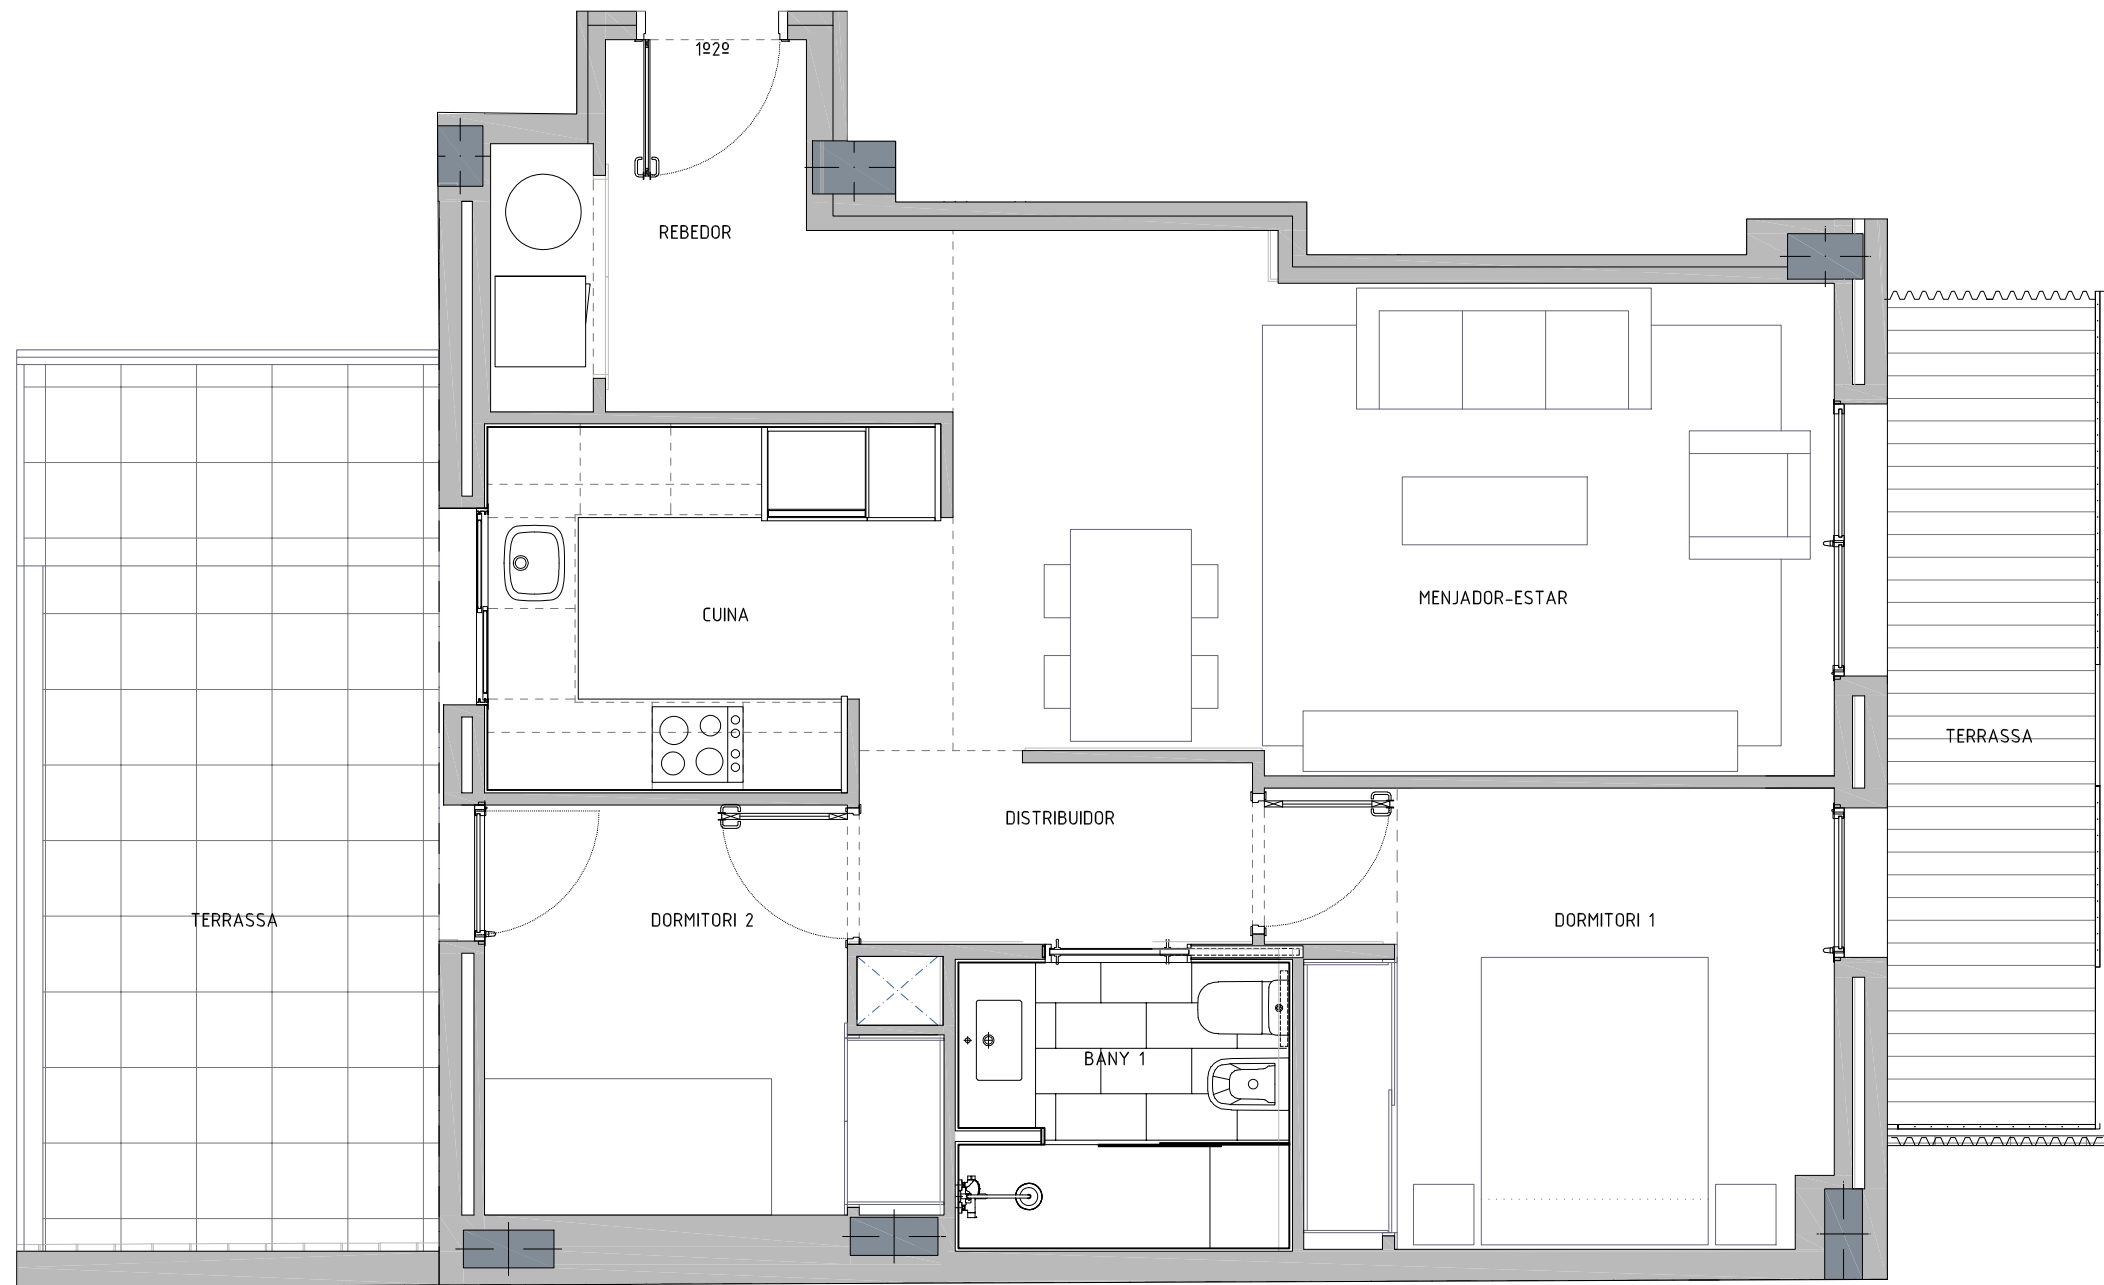 1º2º
REBEDOR
CUINA
MENJADOR-ESTAR
TERRASSA
DISTRIBUIDOR
TERRASSA
DORMITORI 2
DORMITORI 1
BANY 1